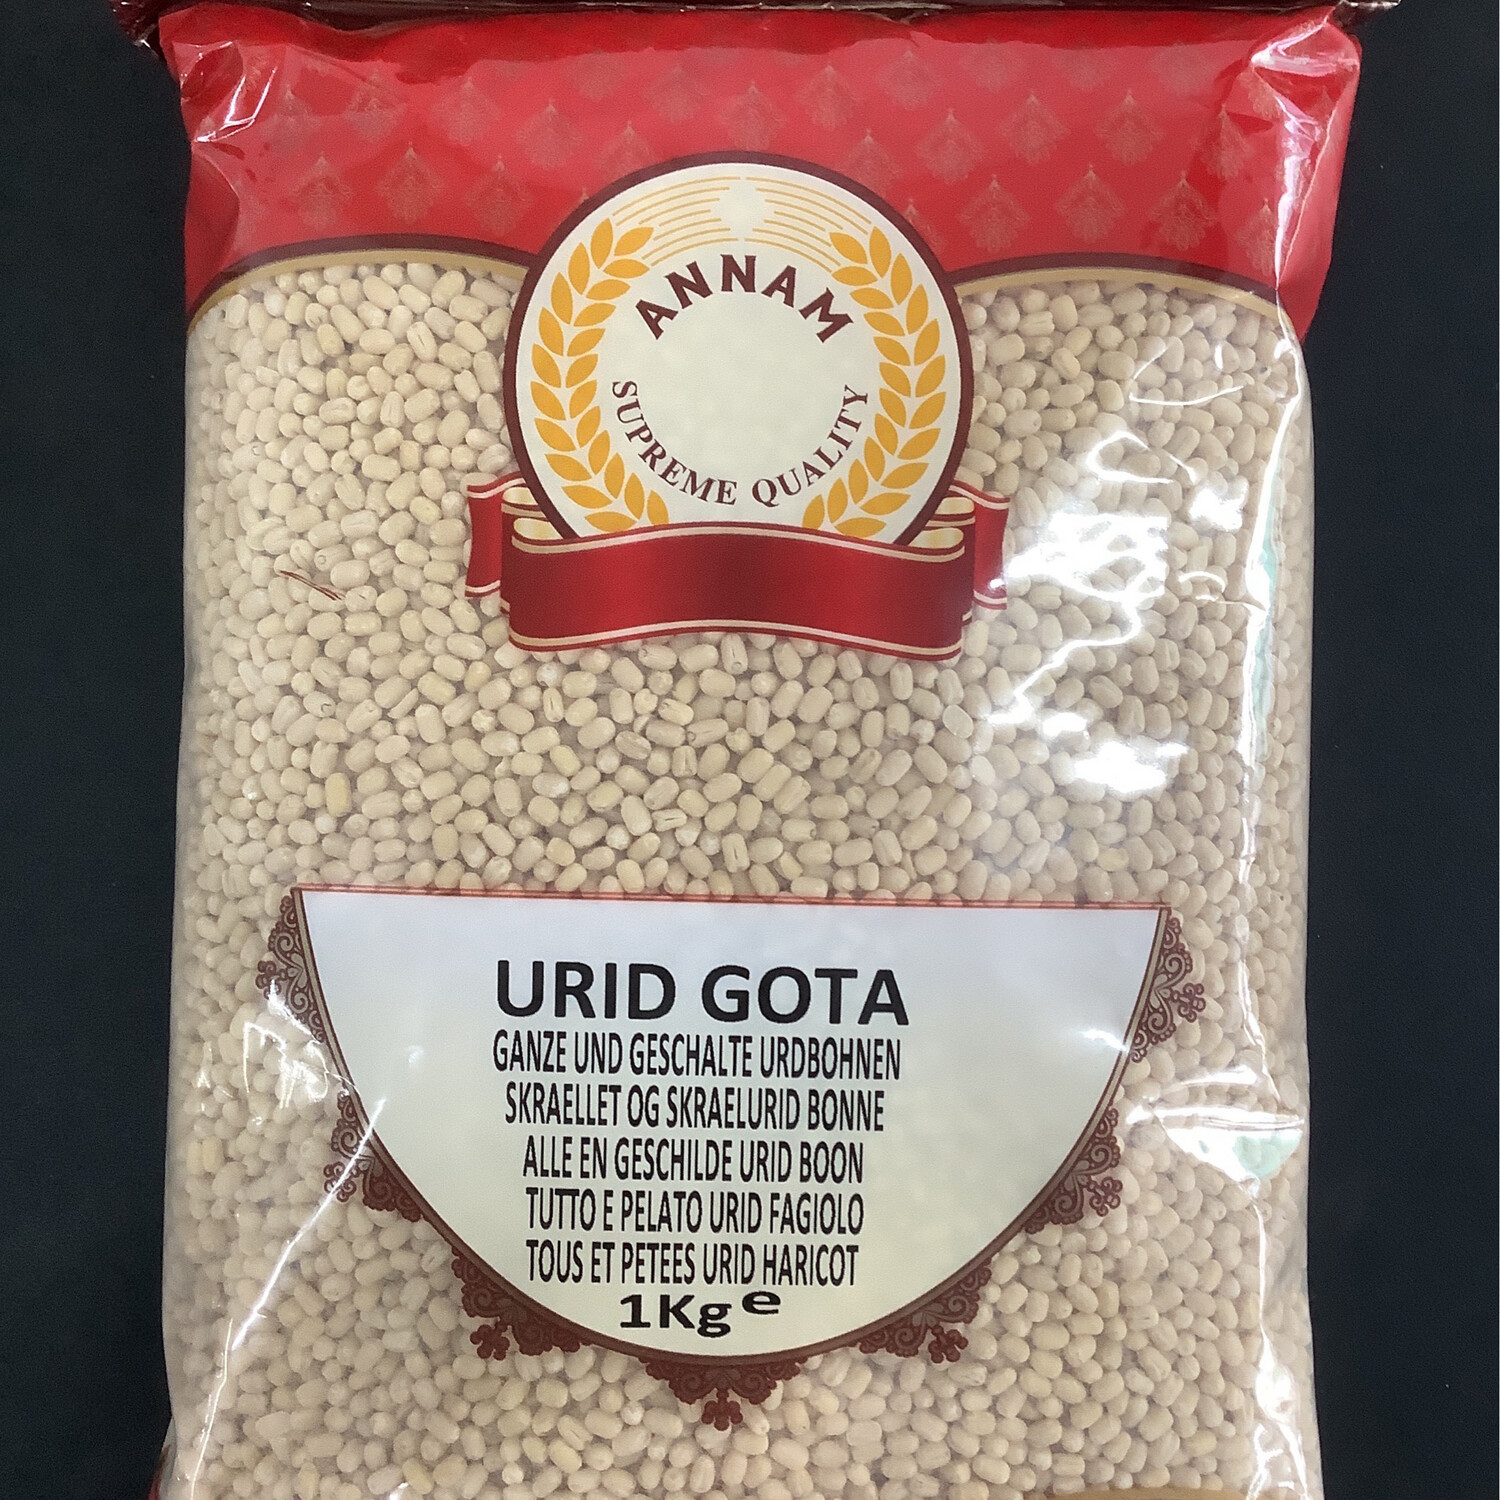 ANNAM
SUPREME QUALITY
URID GOTA
GANZE UND GESCHALTE URDBOHNEN
SKRAELLET OG SKRAELURID BONNE
ALLE EN GESCHILDE URID BOON
TUTTO E PELATO URID FAGIOLO
TOUS ET PETEES URID HARICOT
1Kg e